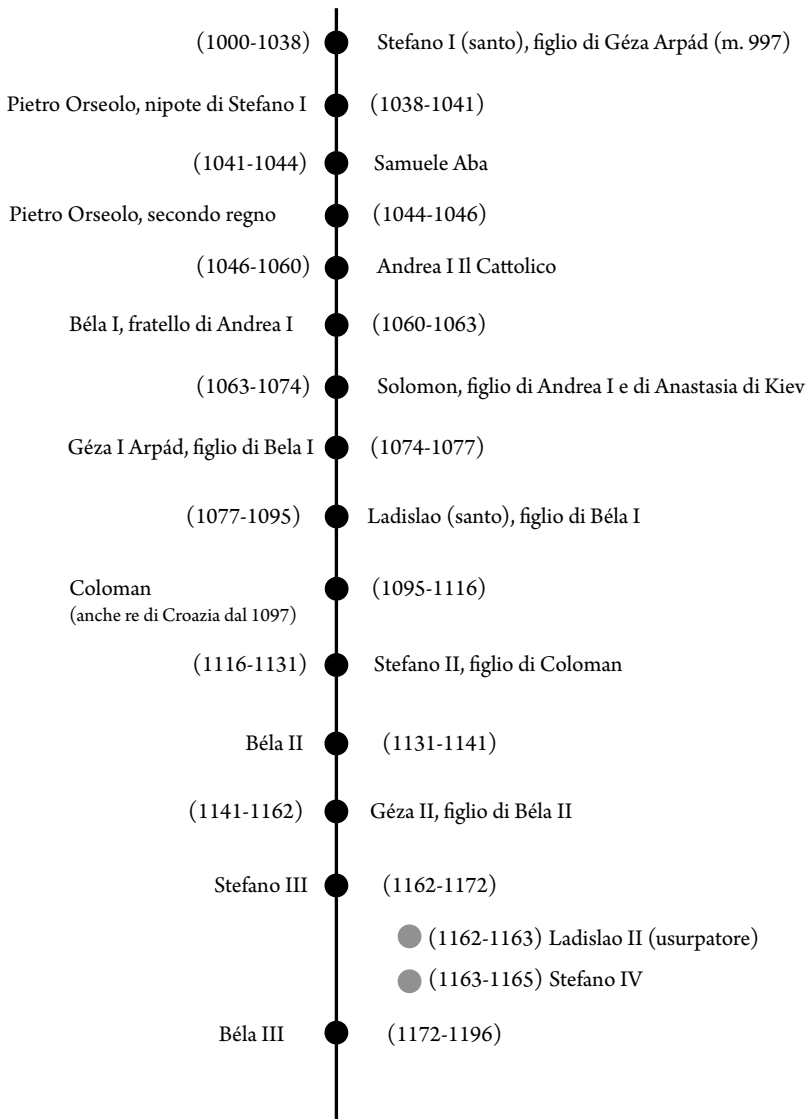 (1000-1038) Stefano I (santo), figlio di Géza Arpád (m. 997)
Pietro Orseolo, nipote di Stefano I (1038-1041)
(1041-1044) Samuele Aba
Pietro Orseolo, secondo regno (1044-1046)
(1046-1060) Andrea I Il Cattolico
Béla I, fratello di Andrea I (1060-1063)
(1063-1074) Solomon, figlio di Andrea I e di Anastasia di Kiev
Géza I Arpád, figlio di Bela I (1074-1077)
(1077-1095) Ladislao (santo), figlio di Béla I
Coloman (1095-1116)
(anche re di Croazia dal 1097)
(1116-1131) Stefano II, figlio di Coloman
Béla II (1131-1141)
(1141-1162) Géza II, figlio di Béla II
Stefano III (1162-1172)
(1162-1163) Ladislao II (usurpatore)
(1163-1165) Stefano IV
Béla III (1172-1196)